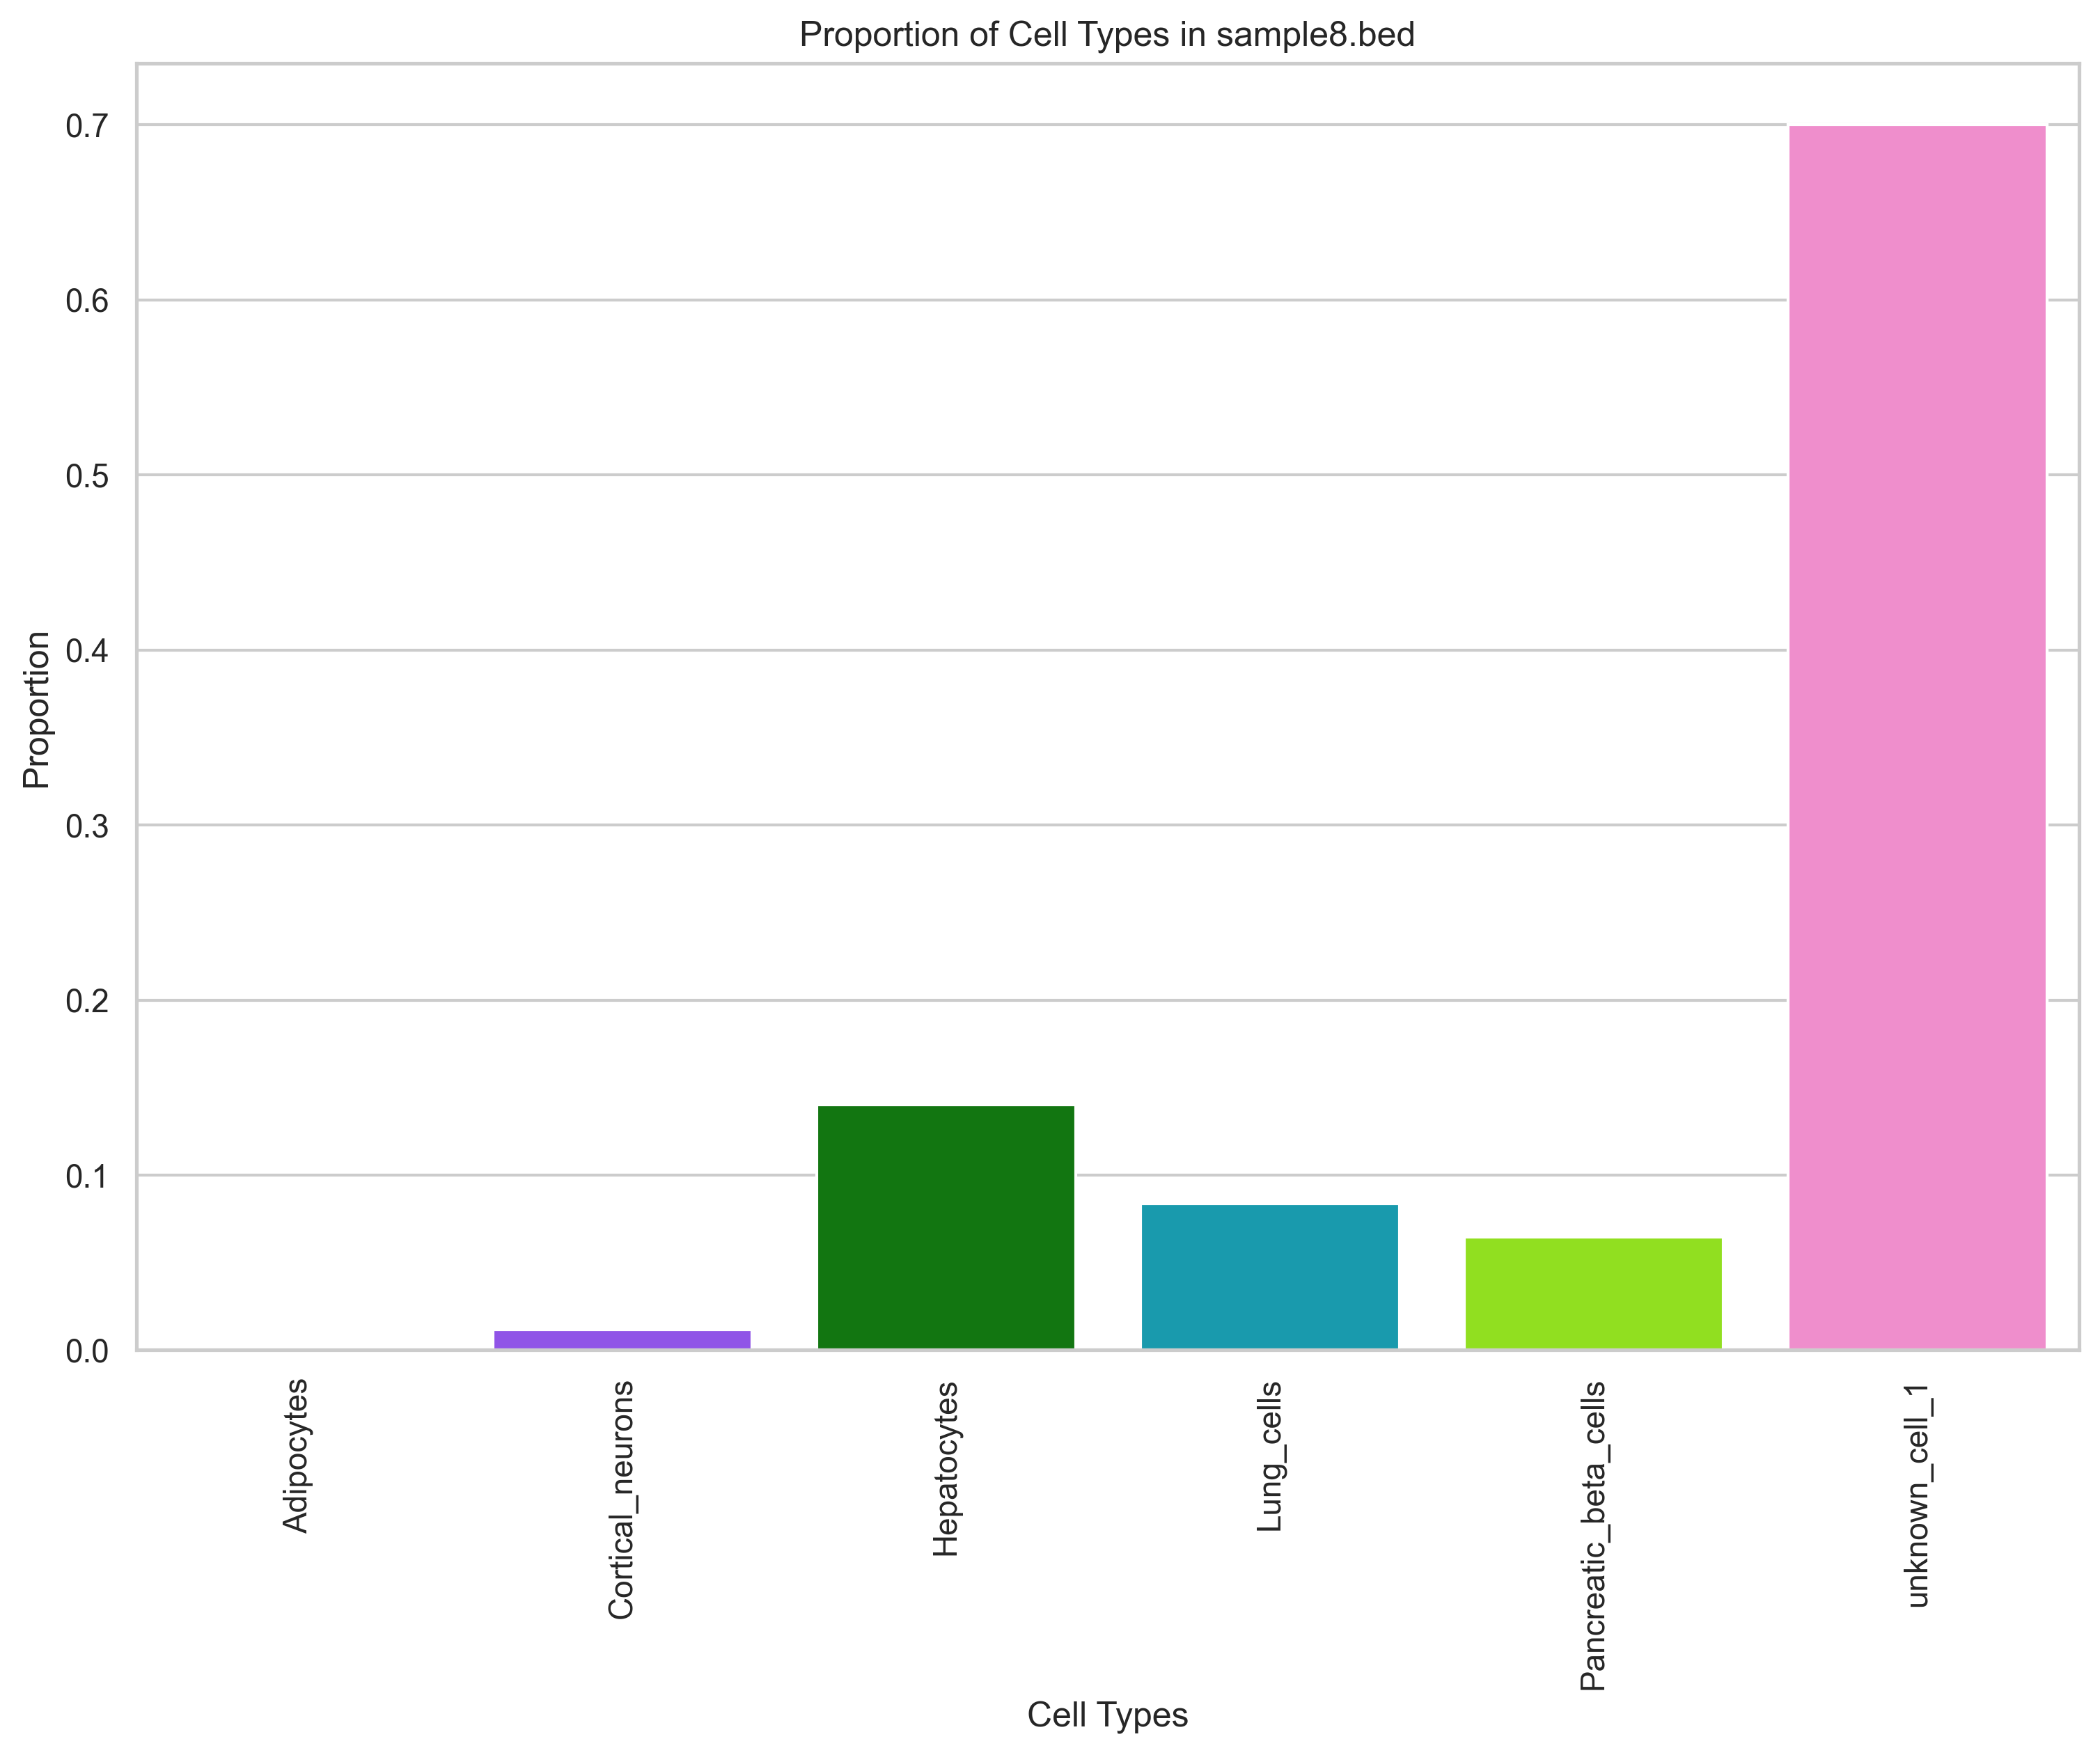 Proportion of Cell Types in sample8.bed
0.7
0.6
0.5
0.4
0.3
0.2
0.1
0.0
Proportion
Adipocytes
Cortical_neurons
Hepatocytes
Lung_cells
Pancreatic_beta_cells
unknown_cell_1
Cell Types